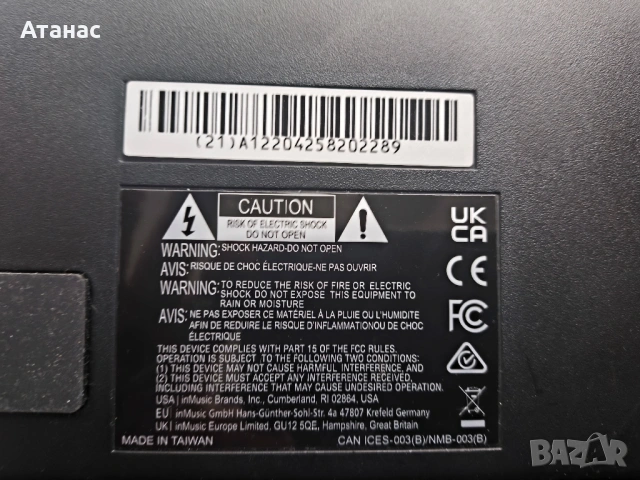 Атанас
(21)A12204258202289
CAUTION
RISK OF ELECTRIC SHOCK
DO NOT OPEN
WARNING: SHOCK HAZARD-DO NOT OPEN
AVIS: RISQUE DE CHOC ÉLECTRIQUE-NE PAS OUVRIR
WARNING: TO REDUCE THE RISK OF FIRE OR ELECTRIC
SHOCK DO NOT EXPOSE THIS EQUIPMENT TO
RAIN OR MOISTURE
AVIS: NE PAS EXPOSER CE MATÉRIEL À LA PLUIE OU L'HUMIDITE
AFIN DE REDUIRE LE RISQUE D'INFLAMMATIONOU DE CHOC
ÉLECTRIQUE
THIS DEVICE COMPLIES WITH PART 15 OF THE FCC RULES.
OPERATION IS SUBJECT TO THE FOLLOWING TWO CONDITIONS:
(1) THIS DEVICE MAY NOT CAUSE HARMFUL INTERFERENCE, AND
(2) THIS DEVICE MUST ACCEPT ANY INTERFERENCE RECEIVED,
INCLUDING INTERFERENCE THAT MAY CAUSE UNDESIRED OPERATION.
USA | inMusic Brands, Inc., Cumberland, RI 02864, USA
EU | inMusic GmbH Hans-Günther-Sohl-Str. 4a 47807 Krefeld Germany
UK | inMusic Europe Limited, GU12 5QE, Hampshire, Great Britain
MADE IN TAIWAN
CAN ICES-003(B)/NMB-003(B)
UK
CA
CE
FC
BAZAR